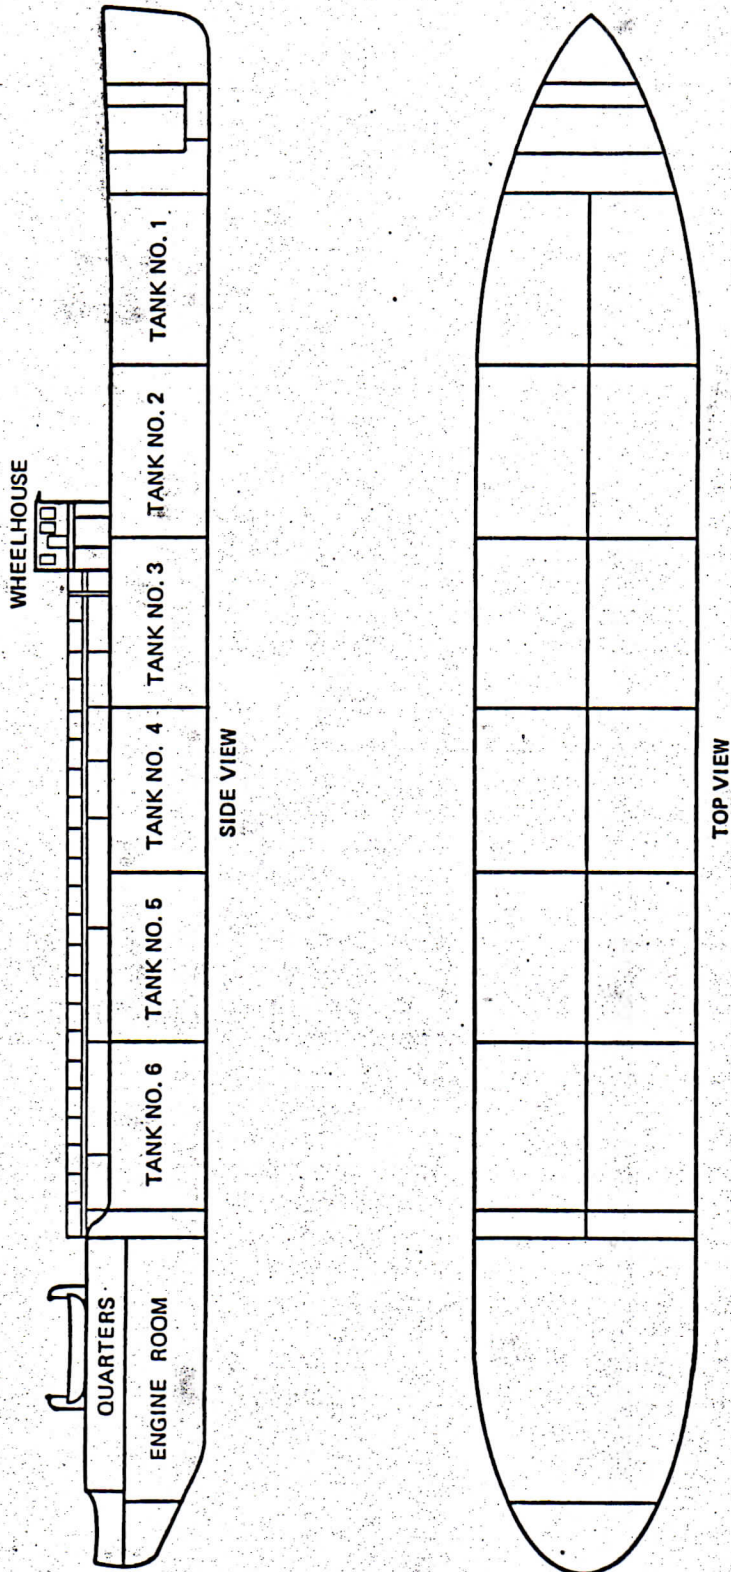 WHEELHOUSE
QUARTERS
ENGINE ROOM
TANK NO. 6
TANK NO. 5
TANK NO. 4
TANK NO. 3
TANK NO. 2
TANK NO. 1
SIDE VIEW
TOP VIEW